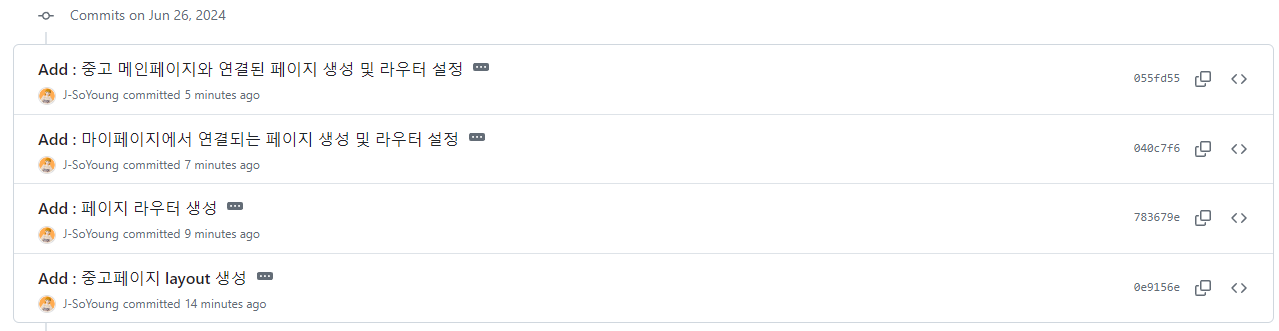 Commits on Jun 26, 2024
Add : 중고 메인페이지와 연결된 페이지 생성 및 라우터 설정
J-SoYoung committed 5 minutes ago
055fd55
Add : 마이페이지에서 연결되는 페이지 생성 및 라우터 설정
J-SoYoung committed 7 minutes ago
040c7f6
Add : 페이지 라우터 생성
J-SoYoung committed 9 minutes ago
783679e
Add : 중고페이지 layout 생성
J-SoYoung committed 14 minutes ago
0e9156e